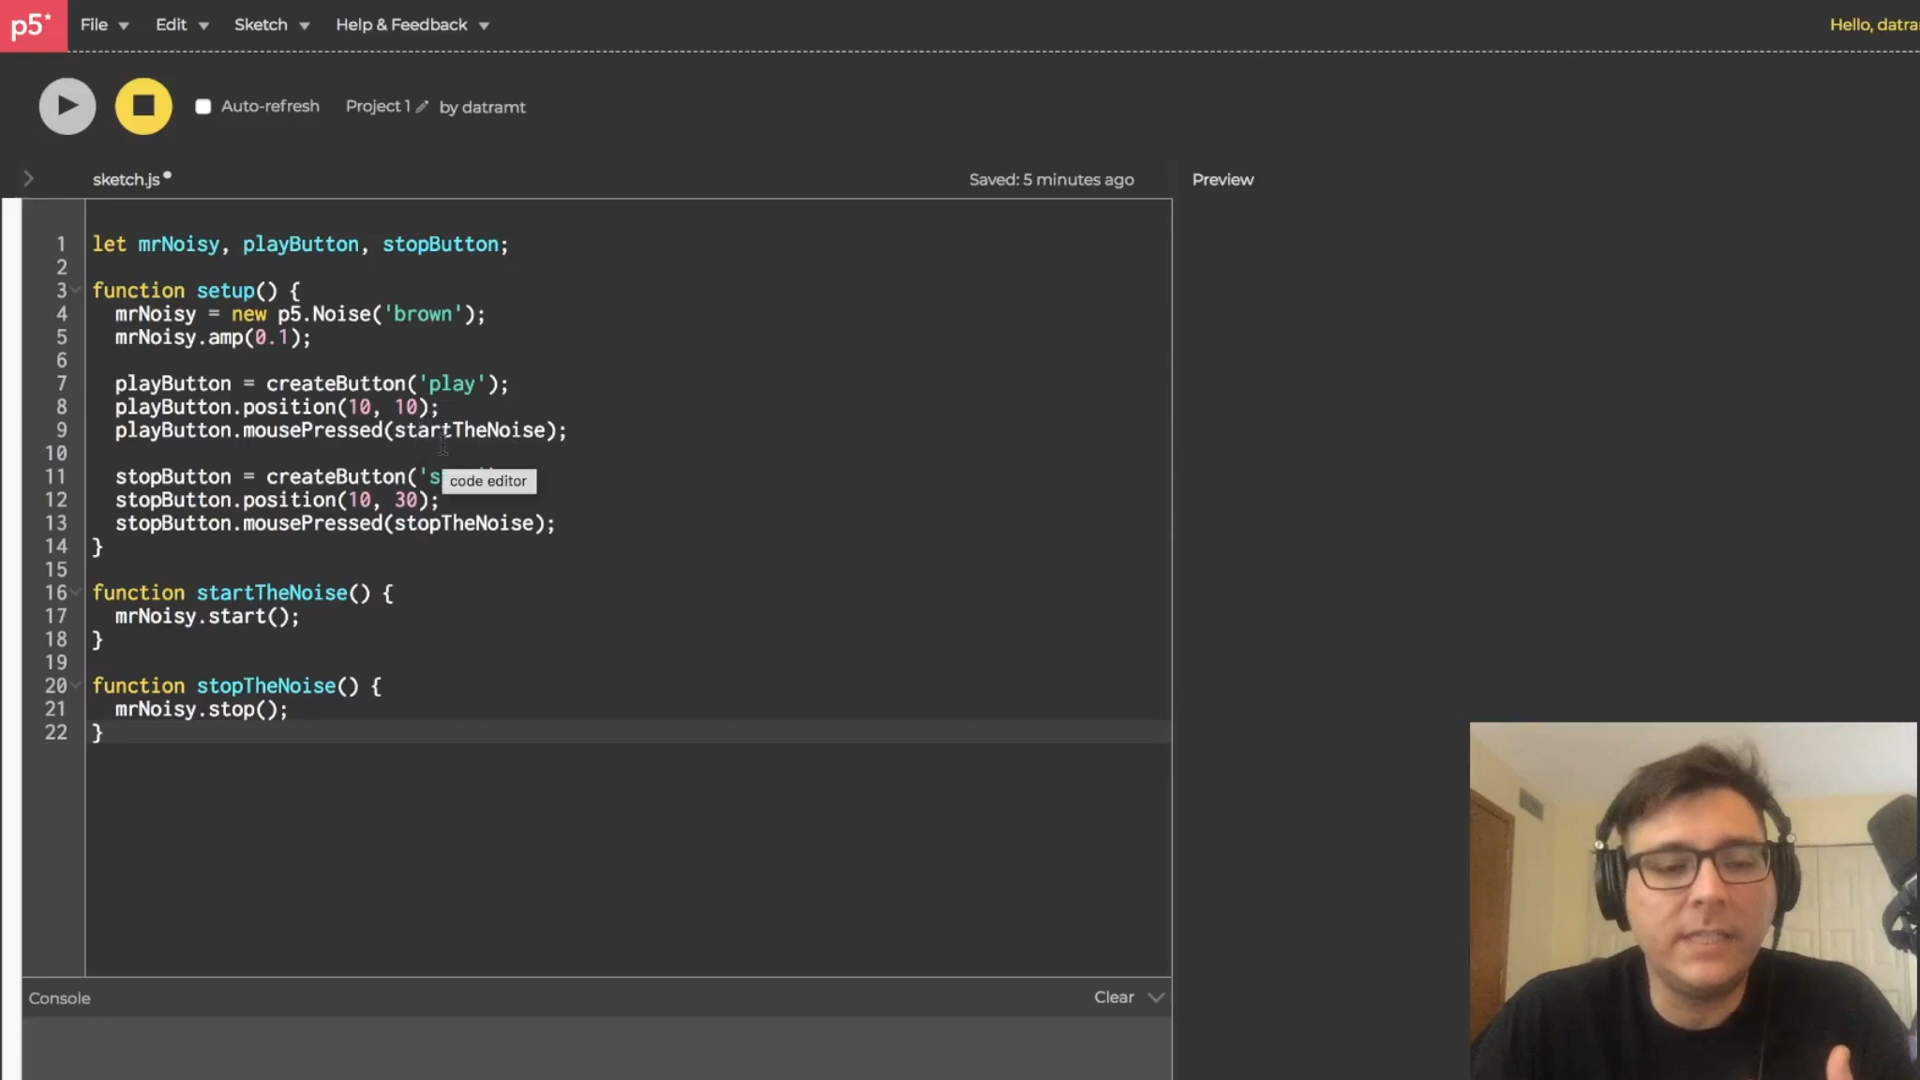 p5* File Edit Sketch Help & Feedback Hello, datra
Auto-refresh Project 1 by datramt
sketch.js Saved: 5 minutes ago Preview
1 let mrNoisy, playButton, stopButton;
2
3 function setup() {
4 mrNoisy = new p5.Noise('brown');
5 mrNoisy.amp(0.1);
6
7 playButton = createButton('play');
8 playButton.position(10, 10);
9 playButton.mousePressed(startTheNoise);
10
11 stopButton = createButton('s
code editor
12 stopButton.position(10, 30);
13 stopButton.mousePressed(stopTheNoise);
14 }
15
16 function startTheNoise() {
17 mrNoisy.start();
18 }
19
20 function stopTheNoise() {
21 mrNoisy.stop();
22 }
Console Clear